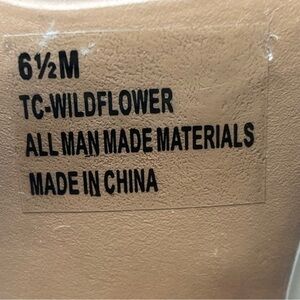 6½M
TC-WILDFLOWER
ALL MAN MADE MATERIALS
MADE IN CHINA